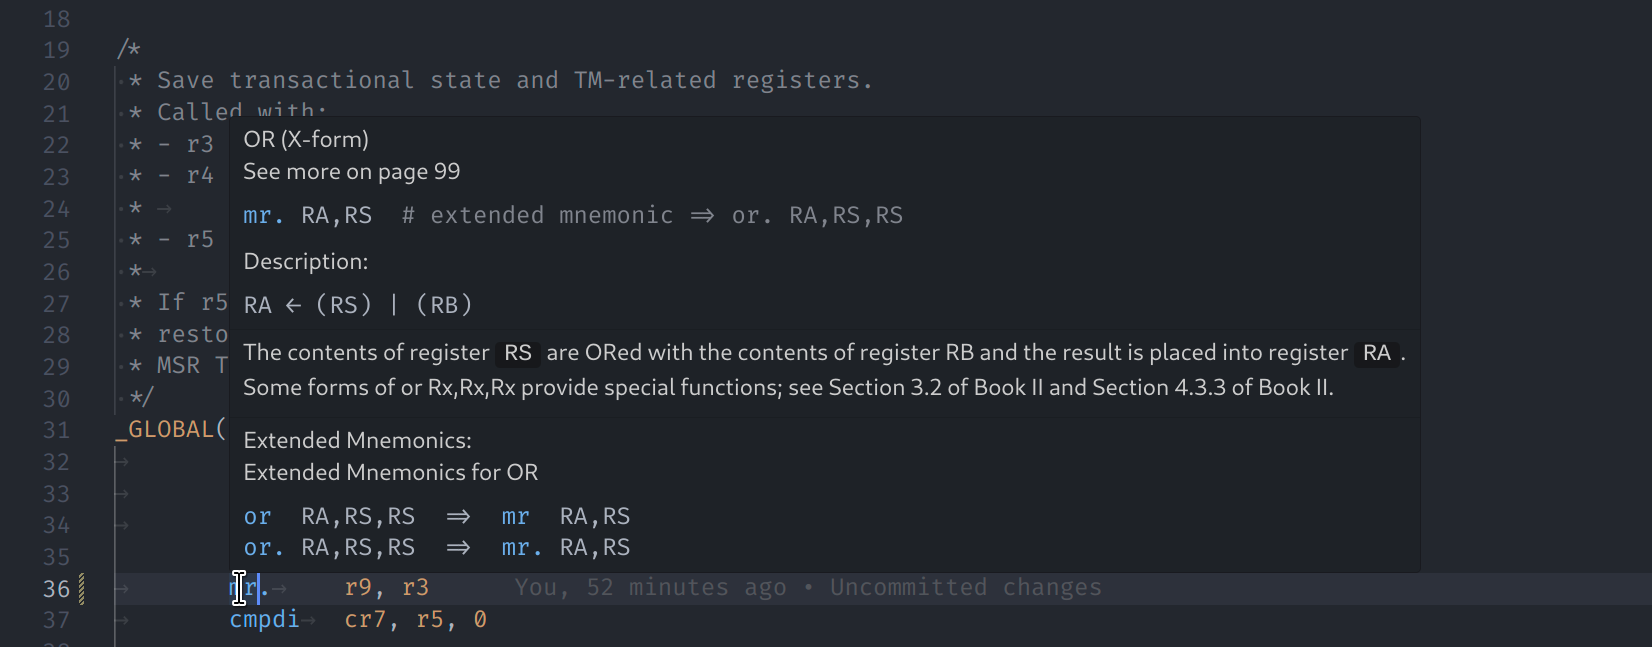 18
19 /*
20 * Save transactional state and TM-related registers.
21 * Called with:
22 * - r3
23 * - r4
24 *
25 * - r5
26 *
27 * If r5
28 * resto
29 * MSR T
30 */
31 _GLOBAL(
32
33
34
35
OR (X-form)
See more on page 99
mr. RA,RS # extended mnemonic ⇒ or. RA,RS,RS
Description:
RA ← (RS) | (RB)
The contents of register RS are ORed with the contents of register RB and the result is placed into register RA .
Some forms of or Rx,Rx,Rx provide special functions; see Section 3.2 of Book II and Section 4.3.3 of Book II.
Extended Mnemonics:
Extended Mnemonics for OR
or RA,RS,RS ⇒ mr RA,RS
or. RA,RS,RS ⇒ mr. RA,RS
36 mr. r9, r3 You, 52 minutes ago • Uncommitted changes
37 cmpdi cr7, r5, 0